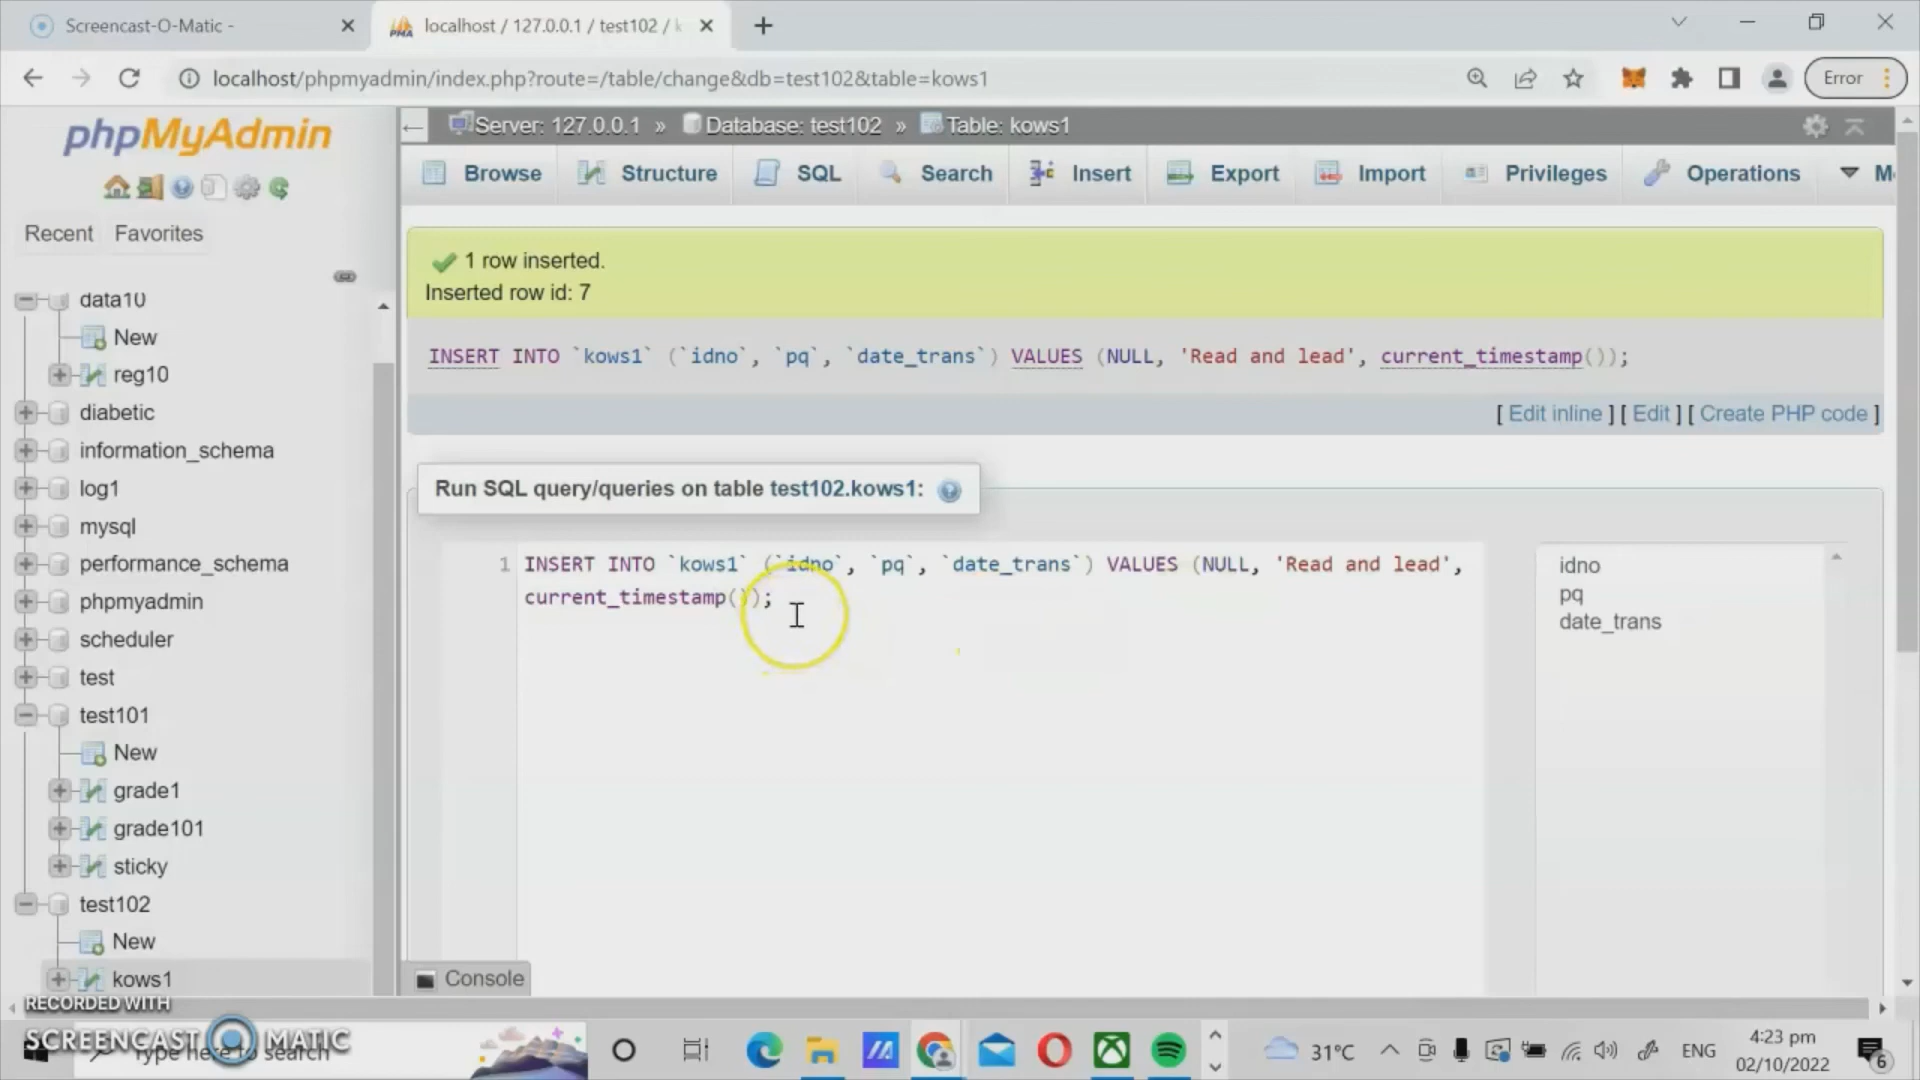 Screencast-O-Matic -
localhost / 127.0.0.1 / test102 / k
localhost/phpmyadmin/index.php?route=/table/change&db=test102&table=kows1
Error
phpMyAdmin
Recent Favorites
data10
New
reg10
diabetic
information_schema
log1
mysql
performance_schema
phpmyadmin
scheduler
test
test101
New
grade1
grade101
sticky
test102
New
kows1
Server: 127.0.0.1 » Database: test102 » Table: kows1
Browse Structure SQL Search Insert Export Import Privileges Operations M
1 row inserted.
Inserted row id: 7
INSERT INTO `kows1` (`idno`, `pq`, `date_trans`) VALUES (NULL, 'Read and lead', current_timestamp());
[ Edit inline ] [ Edit ] [ Create PHP code ]
Run SQL query/queries on table test102.kows1:
1 INSERT INTO `kows1` (`idno`, `pq`, `date_trans`) VALUES (NULL, 'Read and lead',
current_timestamp());
idno
pq
date_trans
Console
RECORDED WITH
SCREENCAST MATIC
Type here to search
31°C
ENG
4:23 pm
02/10/2022
6